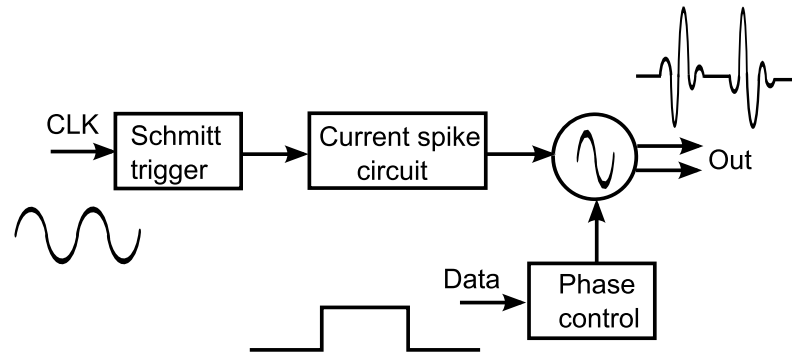 CLK
Schmitt
trigger
Current spike
circuit
Out
Data
Phase
control